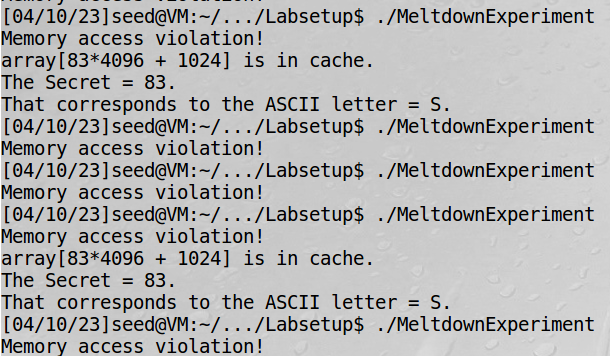 [04/10/23]seed@VM:~/.../Labsetup$ ./MeltdownExperiment
Memory access violation!
array[83*4096 + 1024] is in cache.
The Secret = 83.
That corresponds to the ASCII letter = S.
[04/10/23]seed@VM:~/.../Labsetup$ ./MeltdownExperiment
Memory access violation!
[04/10/23]seed@VM:~/.../Labsetup$ ./MeltdownExperiment
Memory access violation!
[04/10/23]seed@VM:~/.../Labsetup$ ./MeltdownExperiment
Memory access violation!
array[83*4096 + 1024] is in cache.
The Secret = 83.
That corresponds to the ASCII letter = S.
[04/10/23]seed@VM:~/.../Labsetup$ ./MeltdownExperiment
Memory access violation!